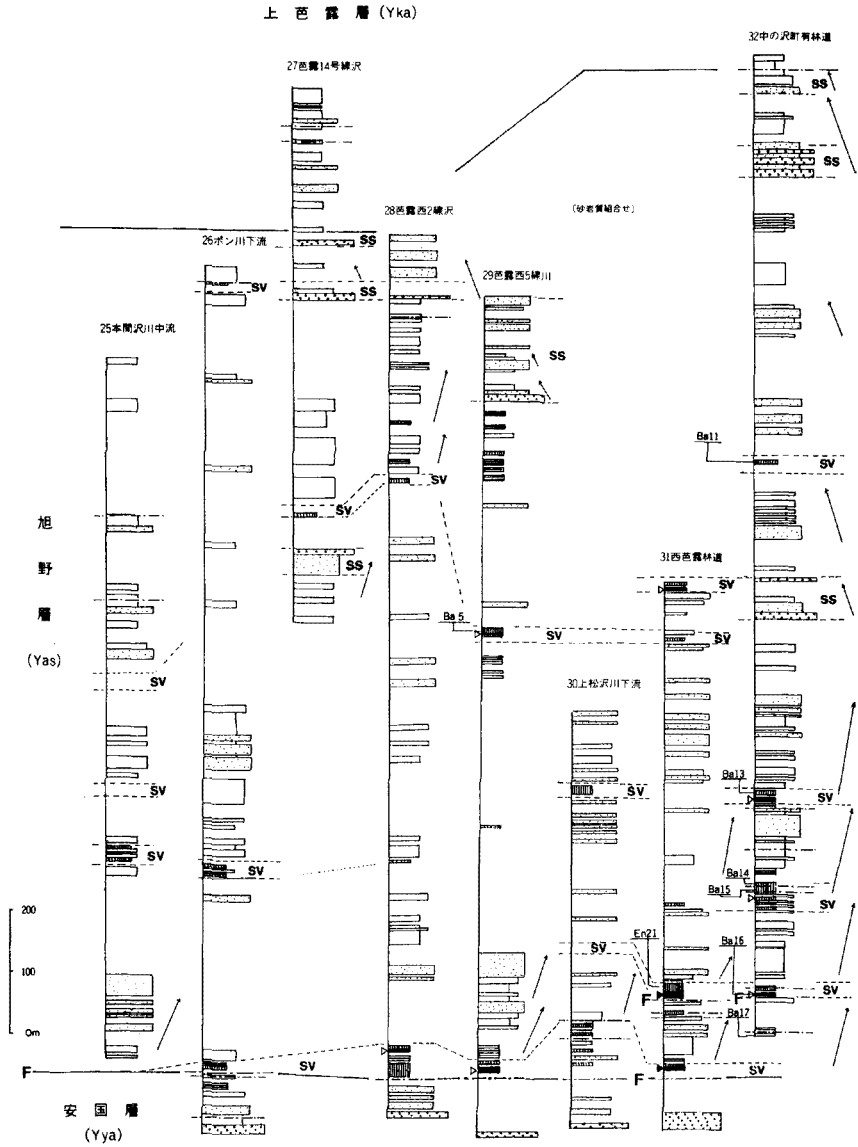 上芭露層 (Yka)
32中の沢町有林道
27芭露14号線沢
SS
SS
28芭露西2線沢
(砂岩質組合せ)
26ポン川下流
SS
SV
29芭露西5線川
SS
25本間沢川中流
SS
Ba11
SV
SV
SV
旭野層
(Yas)
SS
31西芭露林道
SV
SS
Ba5
SV
SV
SV
30上松沢川下流
Ba13
SV
SV
SV
SV
SV
Ba14
Ba15
SV
200
En21
Ba16
SV
100
SV
F
F
Ba17
0m
F
SV
F
SV
安国層
(Yya)